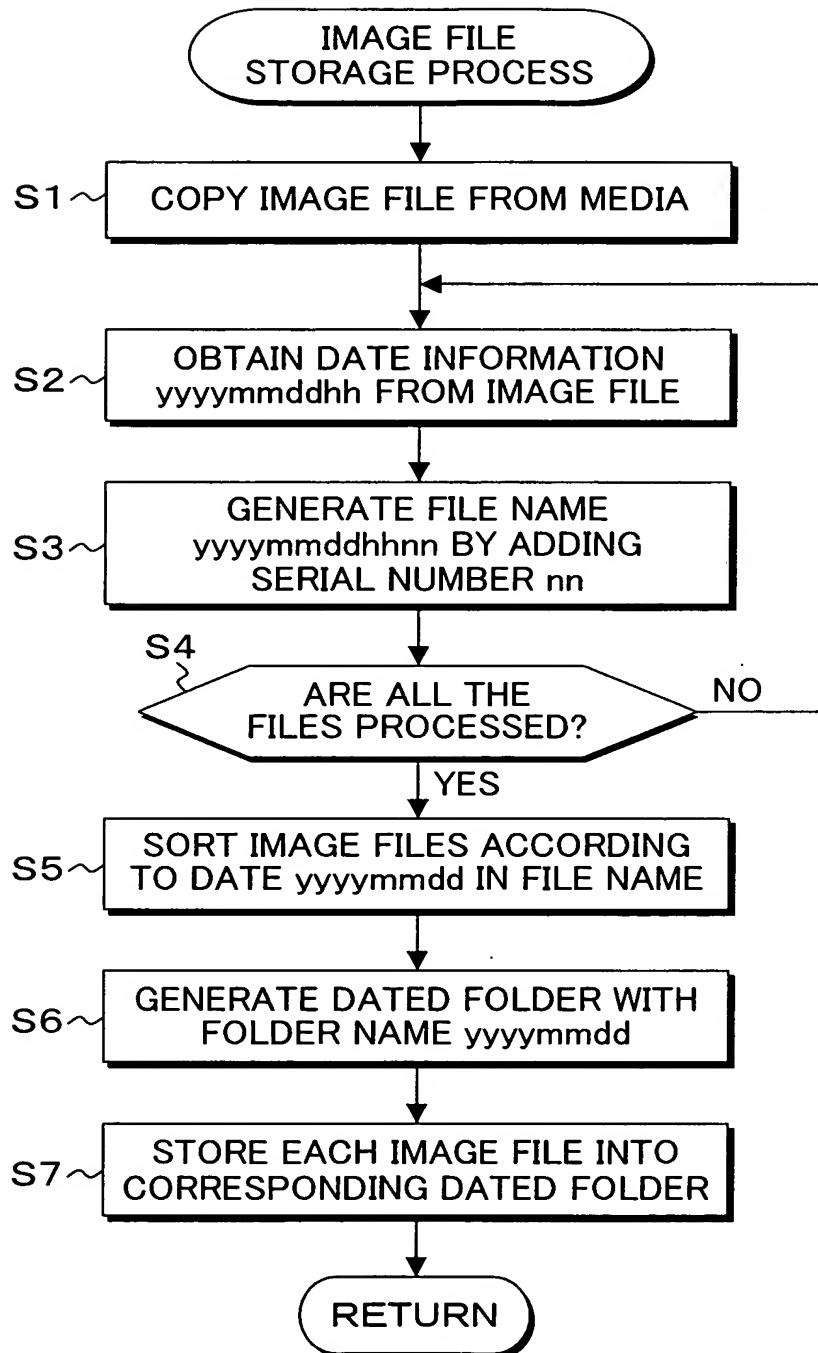 IMAGE FILE
STORAGE PROCESS
S1
COPY IMAGE FILE FROM MEDIA
S2
OBTAIN DATE INFORMATION
yyyymmddhh FROM IMAGE FILE
S3
GENERATE FILE NAME
yyyymmddhhnn BY ADDING
SERIAL NUMBER nn
S4
ARE ALL THE
FILES PROCESSED?
NO
YES
S5
SORT IMAGE FILES ACCORDING
TO DATE yyyymmdd IN FILE NAME
S6
GENERATE DATED FOLDER WITH
FOLDER NAME yyyymmdd
S7
STORE EACH IMAGE FILE INTO
CORRESPONDING DATED FOLDER
RETURN